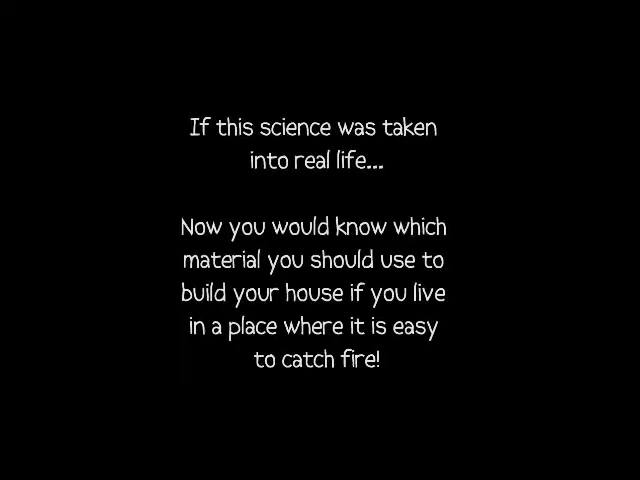 If this science was taken
into real life...
Now you would know which
material you should use to
build your house if you live
in a place where it is easy
to catch fire!